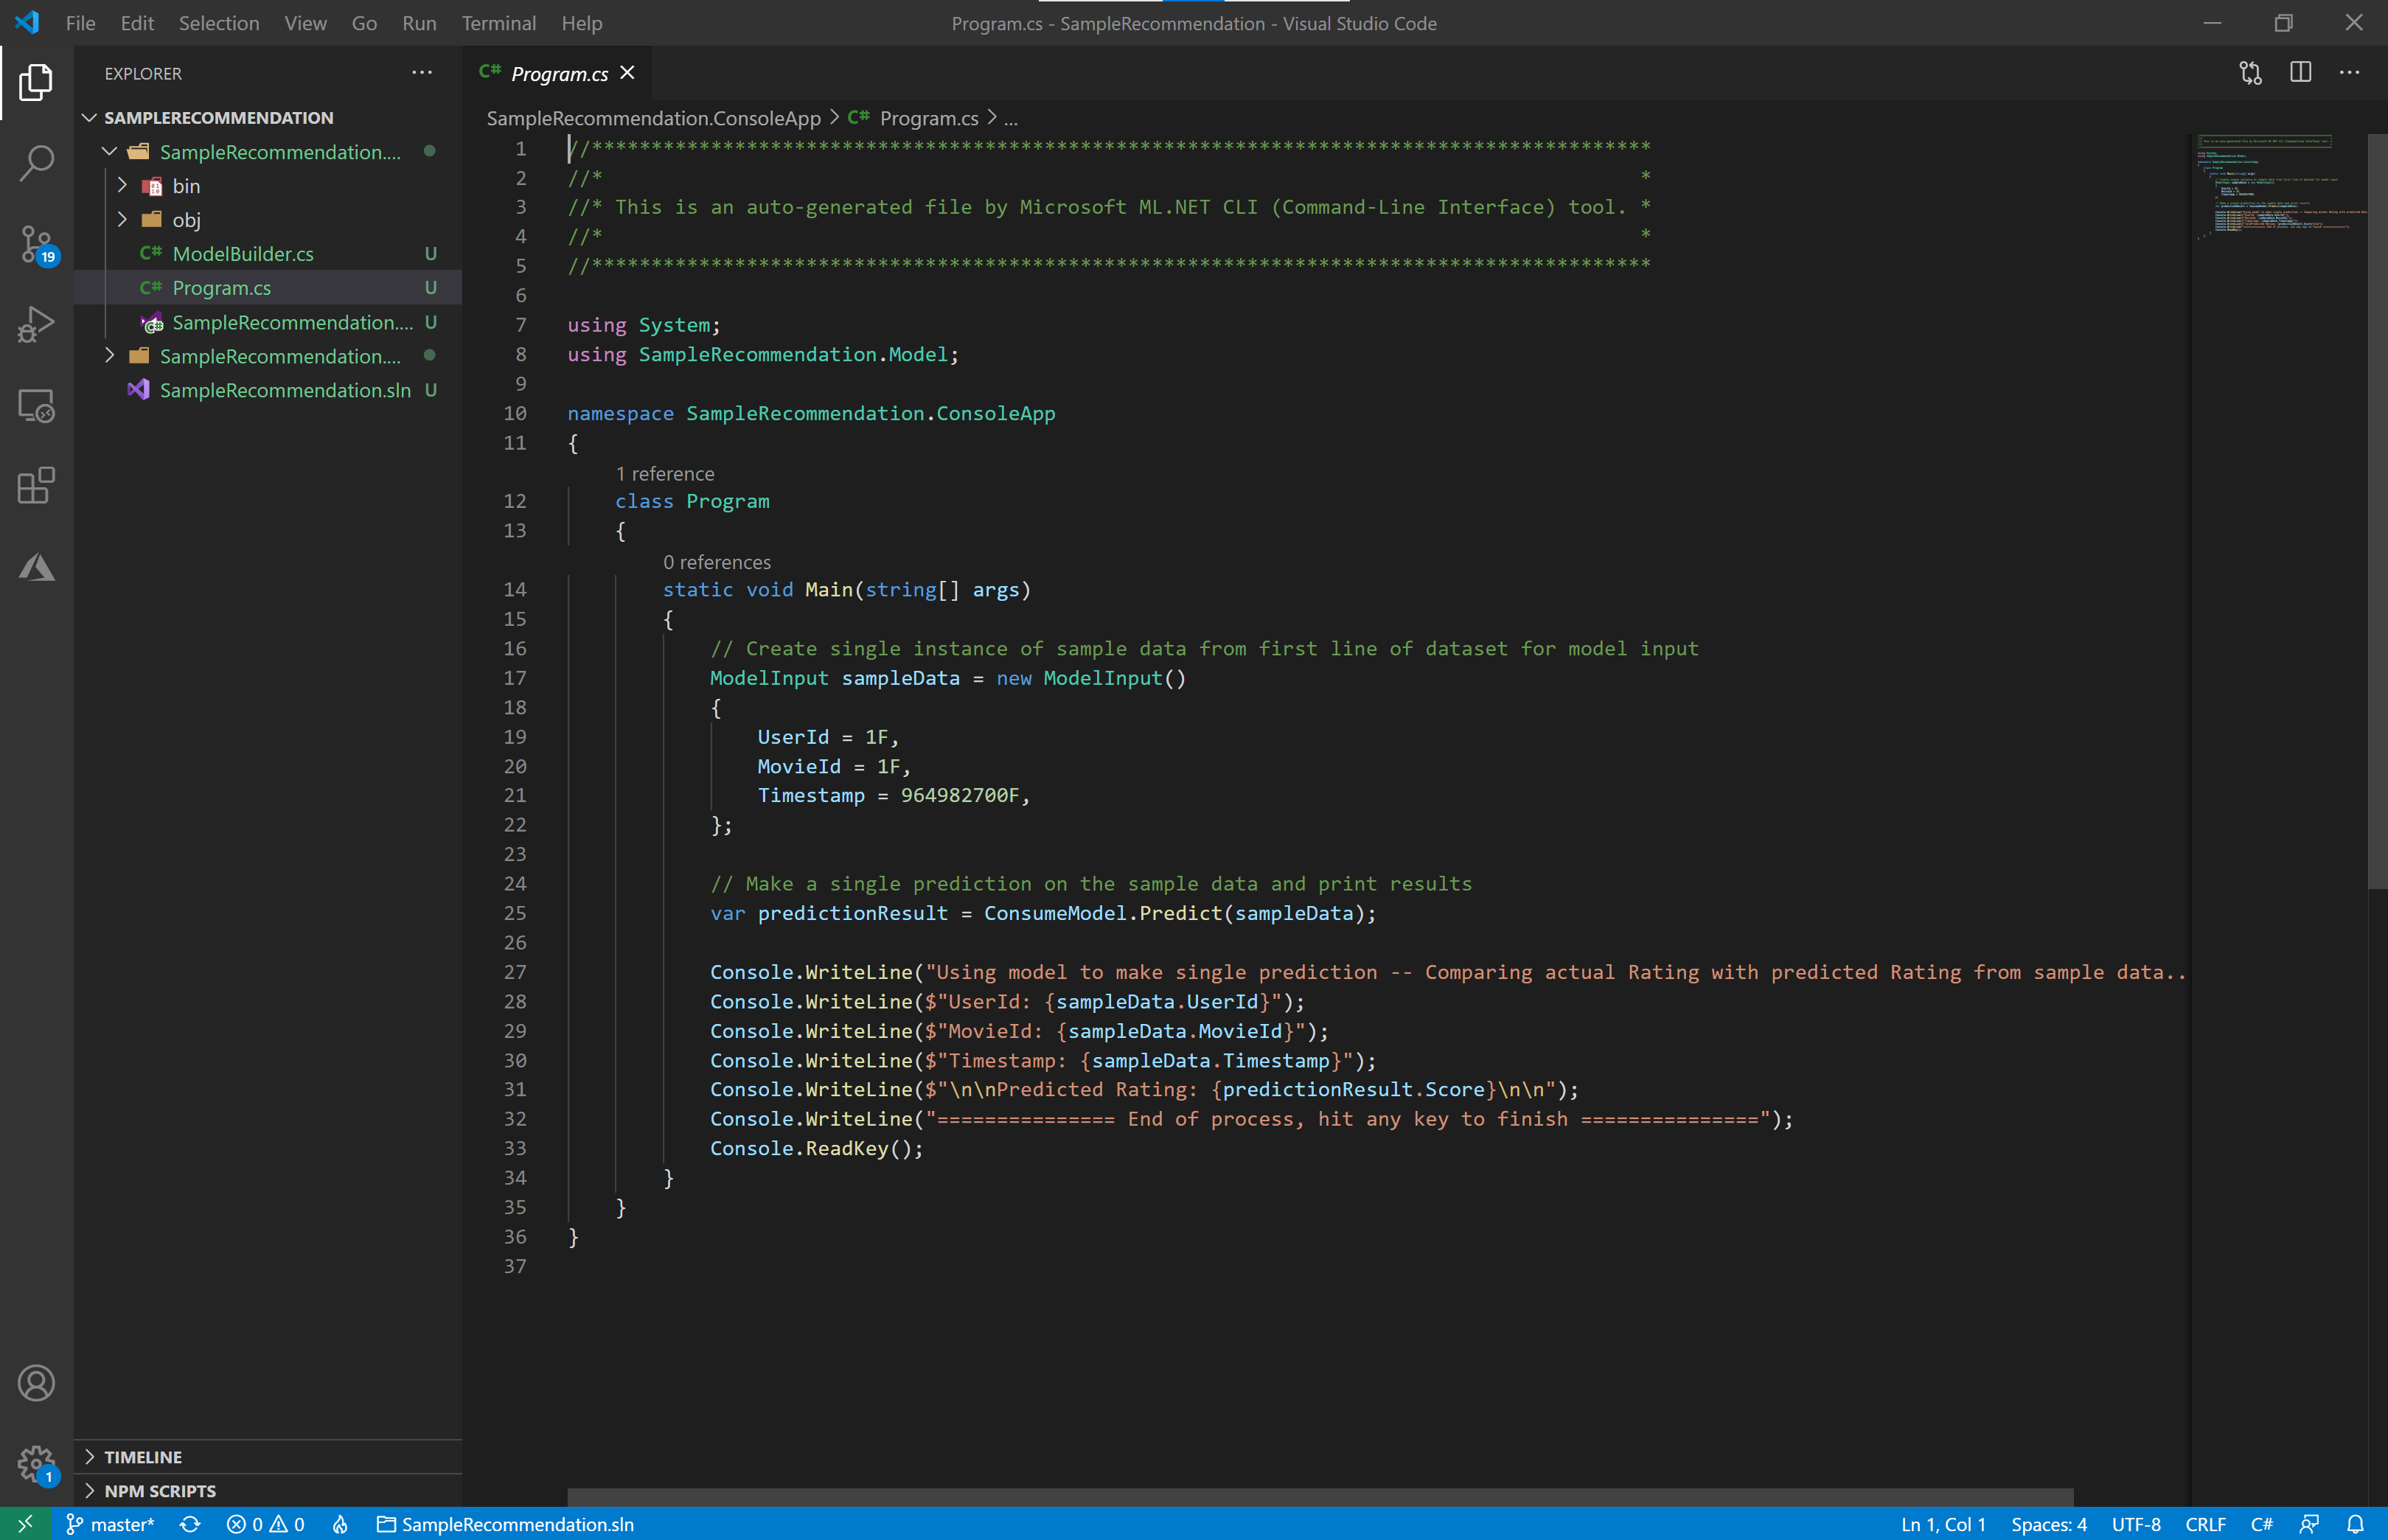 File Edit Selection View Go Run Terminal Help
Program.cs - SampleRecommendation - Visual Studio Code
EXPLORER
SAMPLERECOMMENDATION
SampleRecommendation....
bin
obj
C# ModelBuilder.cs U
C# Program.cs U
SampleRecommendation.... U
SampleRecommendation....
SampleRecommendation.sln U
19
TIMELINE
NPM SCRIPTS
1
C# Program.cs
SampleRecommendation.ConsoleApp > C# Program.cs > ...
1 //*****************************************************************************************
2 //* *
3 //* This is an auto-generated file by Microsoft ML.NET CLI (Command-Line Interface) tool. *
4 //* *
5 //*****************************************************************************************
6
7 using System;
8 using SampleRecommendation.Model;
9
10 namespace SampleRecommendation.ConsoleApp
11 {
1 reference
12 class Program
13 {
0 references
14 static void Main(string[] args)
15 {
16 // Create single instance of sample data from first line of dataset for model input
17 ModelInput sampleData = new ModelInput()
18 {
19 UserId = 1F,
20 MovieId = 1F,
21 Timestamp = 964982700F,
22 };
23
24 // Make a single prediction on the sample data and print results
25 var predictionResult = ConsumeModel.Predict(sampleData);
26
27 Console.WriteLine("Using model to make single prediction -- Comparing actual Rating with predicted Rating from sample data..
28 Console.WriteLine($"UserId: {sampleData.UserId}");
29 Console.WriteLine($"MovieId: {sampleData.MovieId}");
30 Console.WriteLine($"Timestamp: {sampleData.Timestamp}");
31 Console.WriteLine($"\n\nPredicted Rating: {predictionResult.Score}\n\n");
32 Console.WriteLine("=============== End of process, hit any key to finish ===============");
33 Console.ReadKey();
34 }
35 }
36 }
37
master* 0 0 SampleRecommendation.sln
Ln 1, Col 1 Spaces: 4 UTF-8 CRLF C#